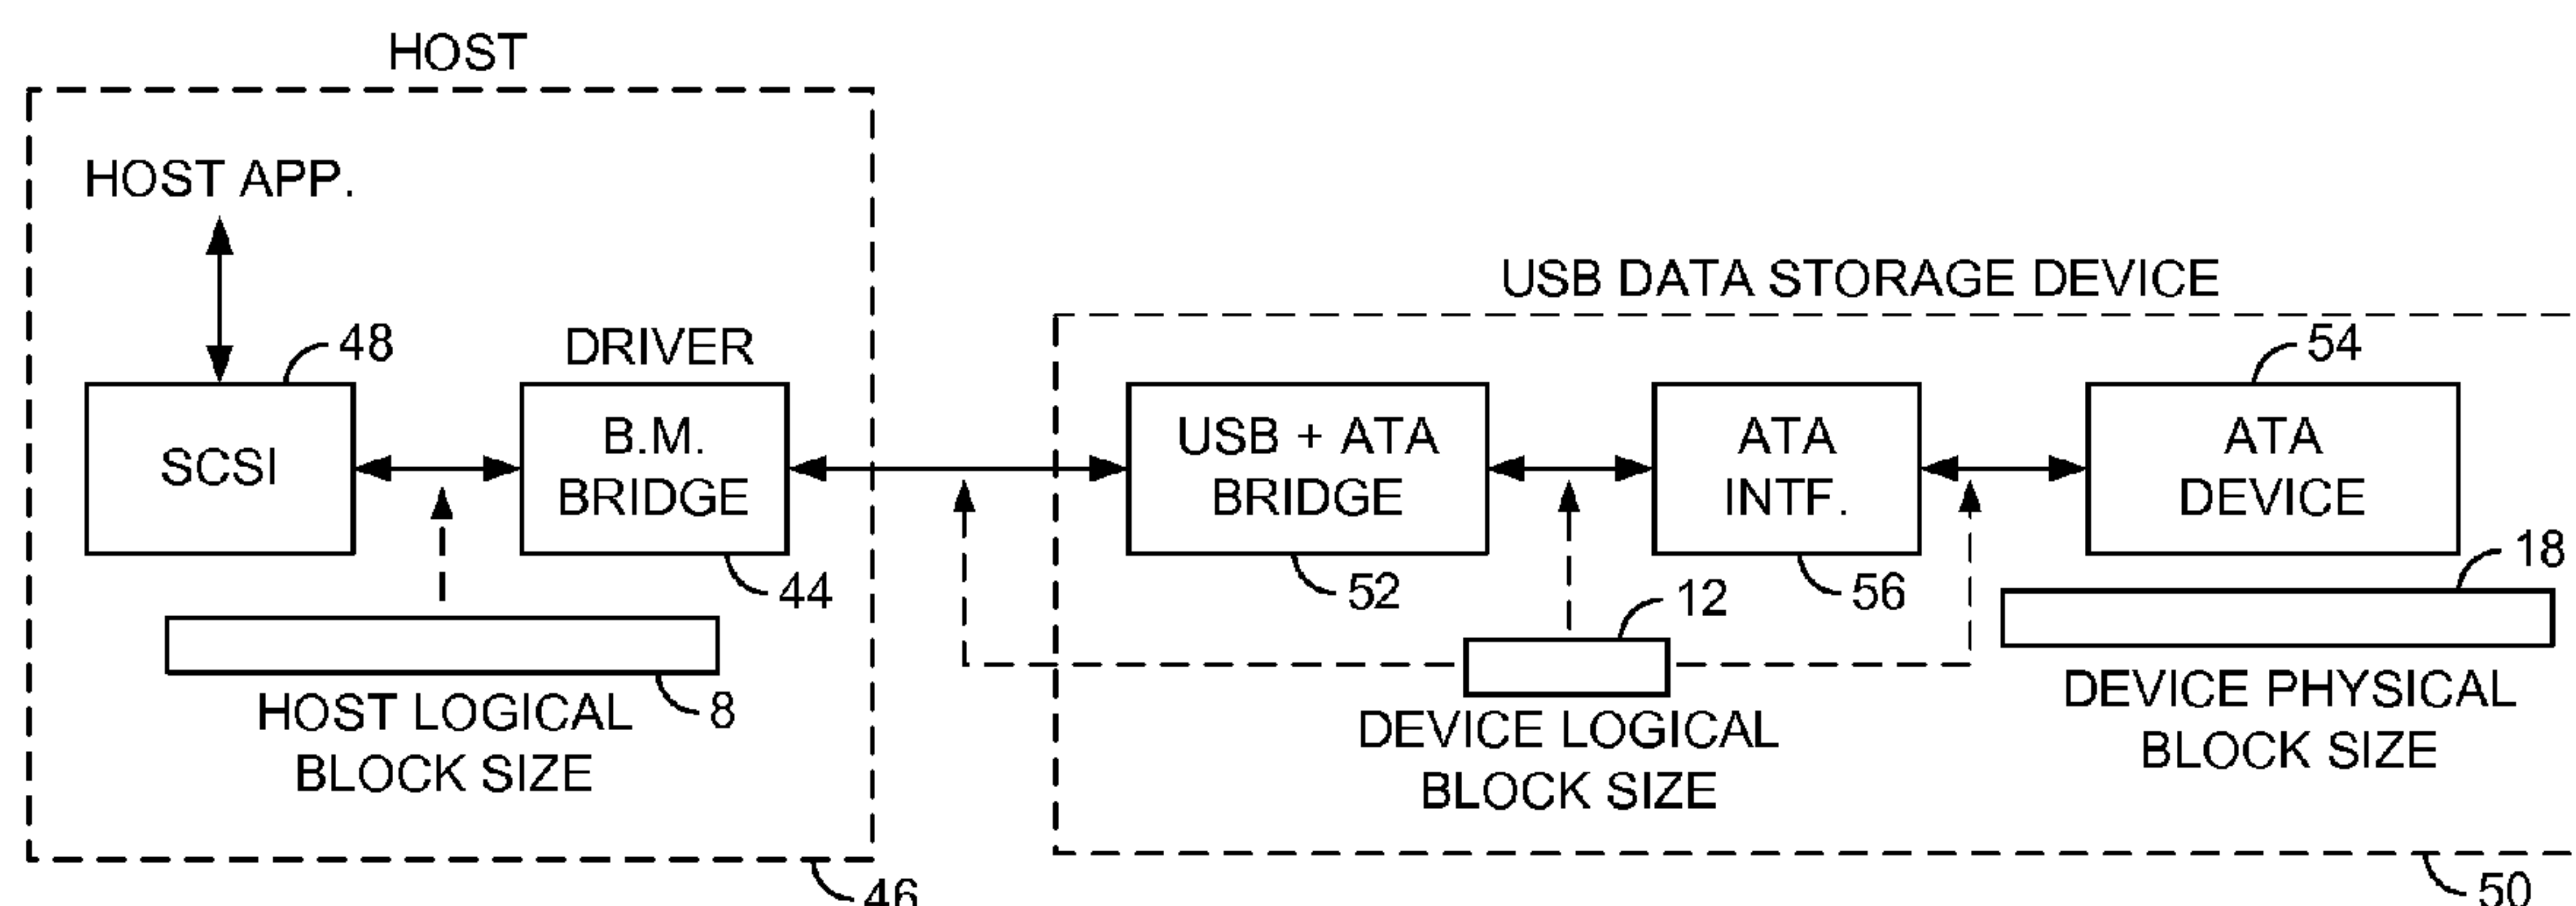 HOST
HOST APP.
48
DRIVER
SCSI
B.M.
BRIDGE
44
HOST LOGICAL
BLOCK SIZE
8
46
USB DATA STORAGE DEVICE
54
USB + ATA
BRIDGE
ATA
INTF.
ATA
DEVICE
52
12
56
18
DEVICE LOGICAL
BLOCK SIZE
DEVICE PHYSICAL
BLOCK SIZE
50